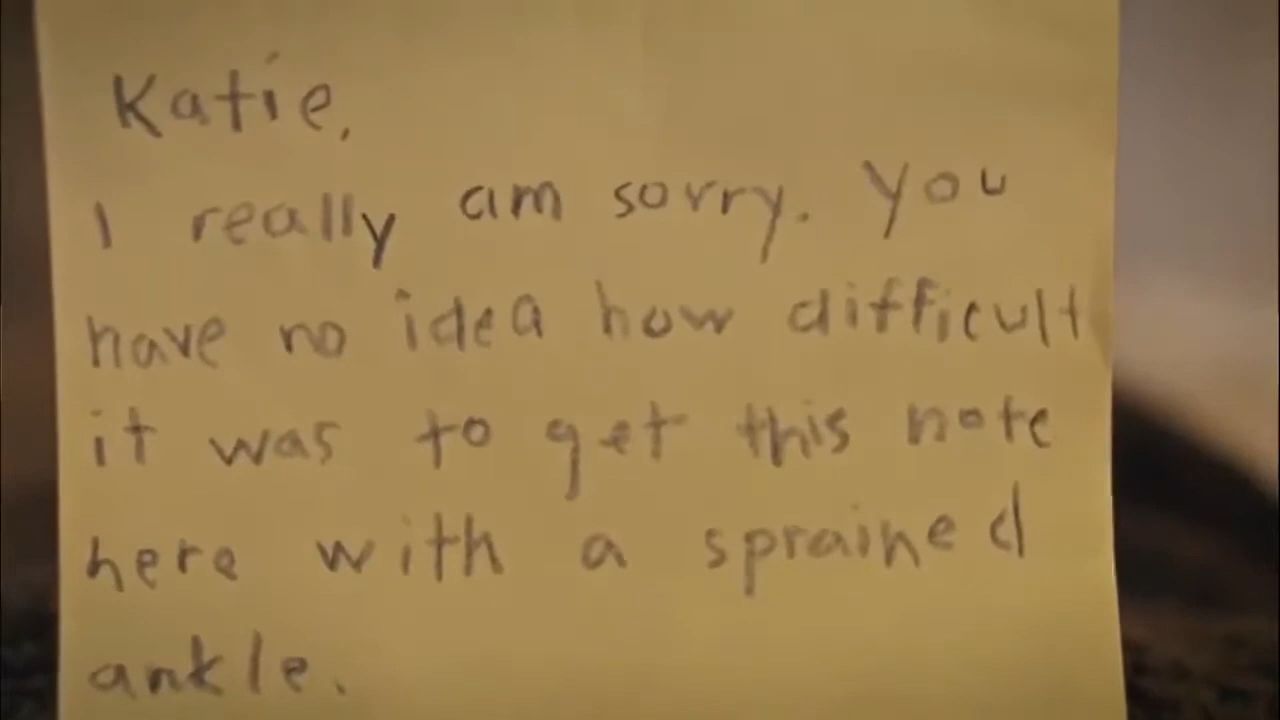 Katie,
I really am sorry. You
have no idea how difficult
it was to get this note
here with a sprained
ankle.